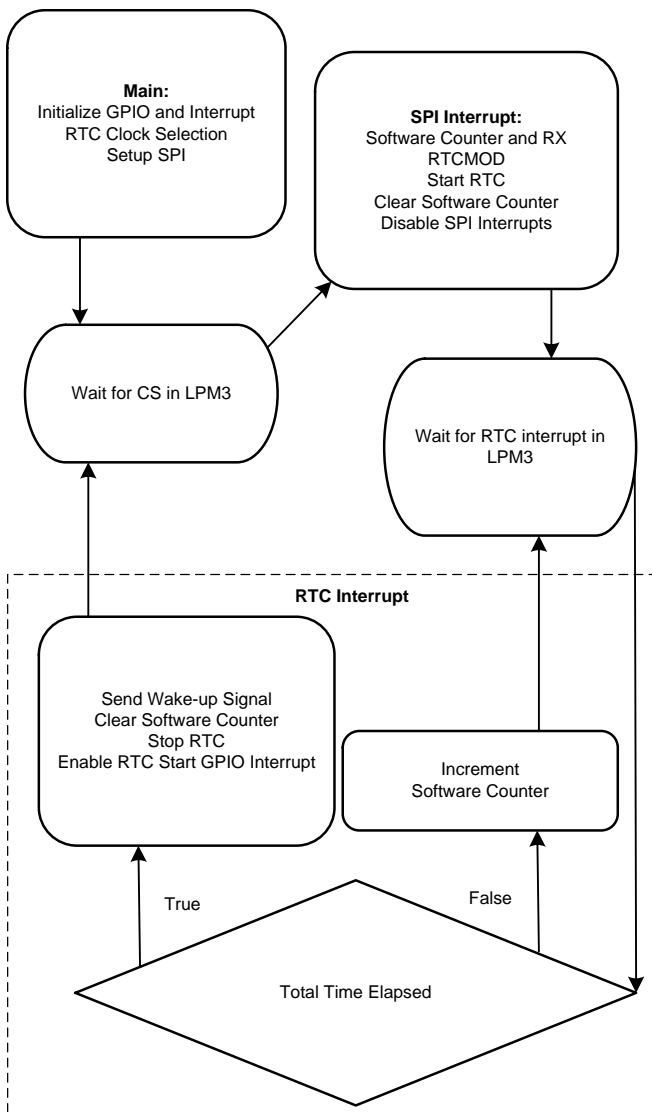 Main:
Initialize GPIO and Interrupt
RTC Clock Selection
Setup SPI
SPI Interrupt:
Software Counter and RX
RTCMOD
Start RTC
Clear Software Counter
Disable SPI Interrupts
Wait for CS in LPM3
Wait for RTC interrupt in
LPM3
RTC Interrupt
Send Wake-up Signal
Clear Software Counter
Stop RTC
Enable RTC Start GPIO Interrupt
Increment
Software Counter
True
False
Total Time Elapsed